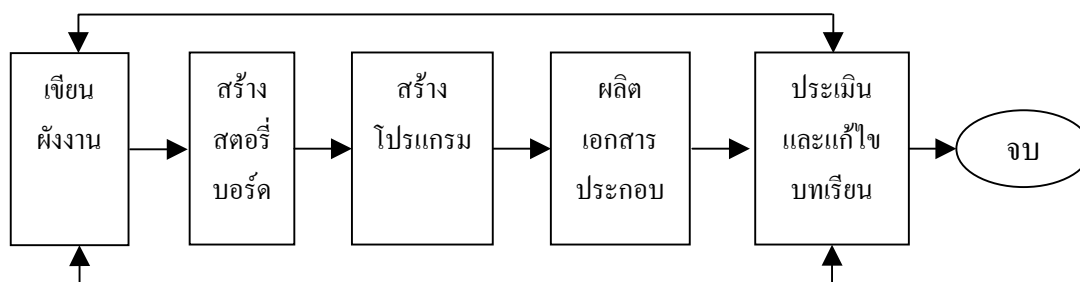 เขียน
ผังงาน
สร้าง
สตอรี่
บอร์ด
สร้าง
โปรแกรม
ผลิต
เอกสาร
ประกอบ
ประเมิน
และแก้ไข
บทเรียน
จบ